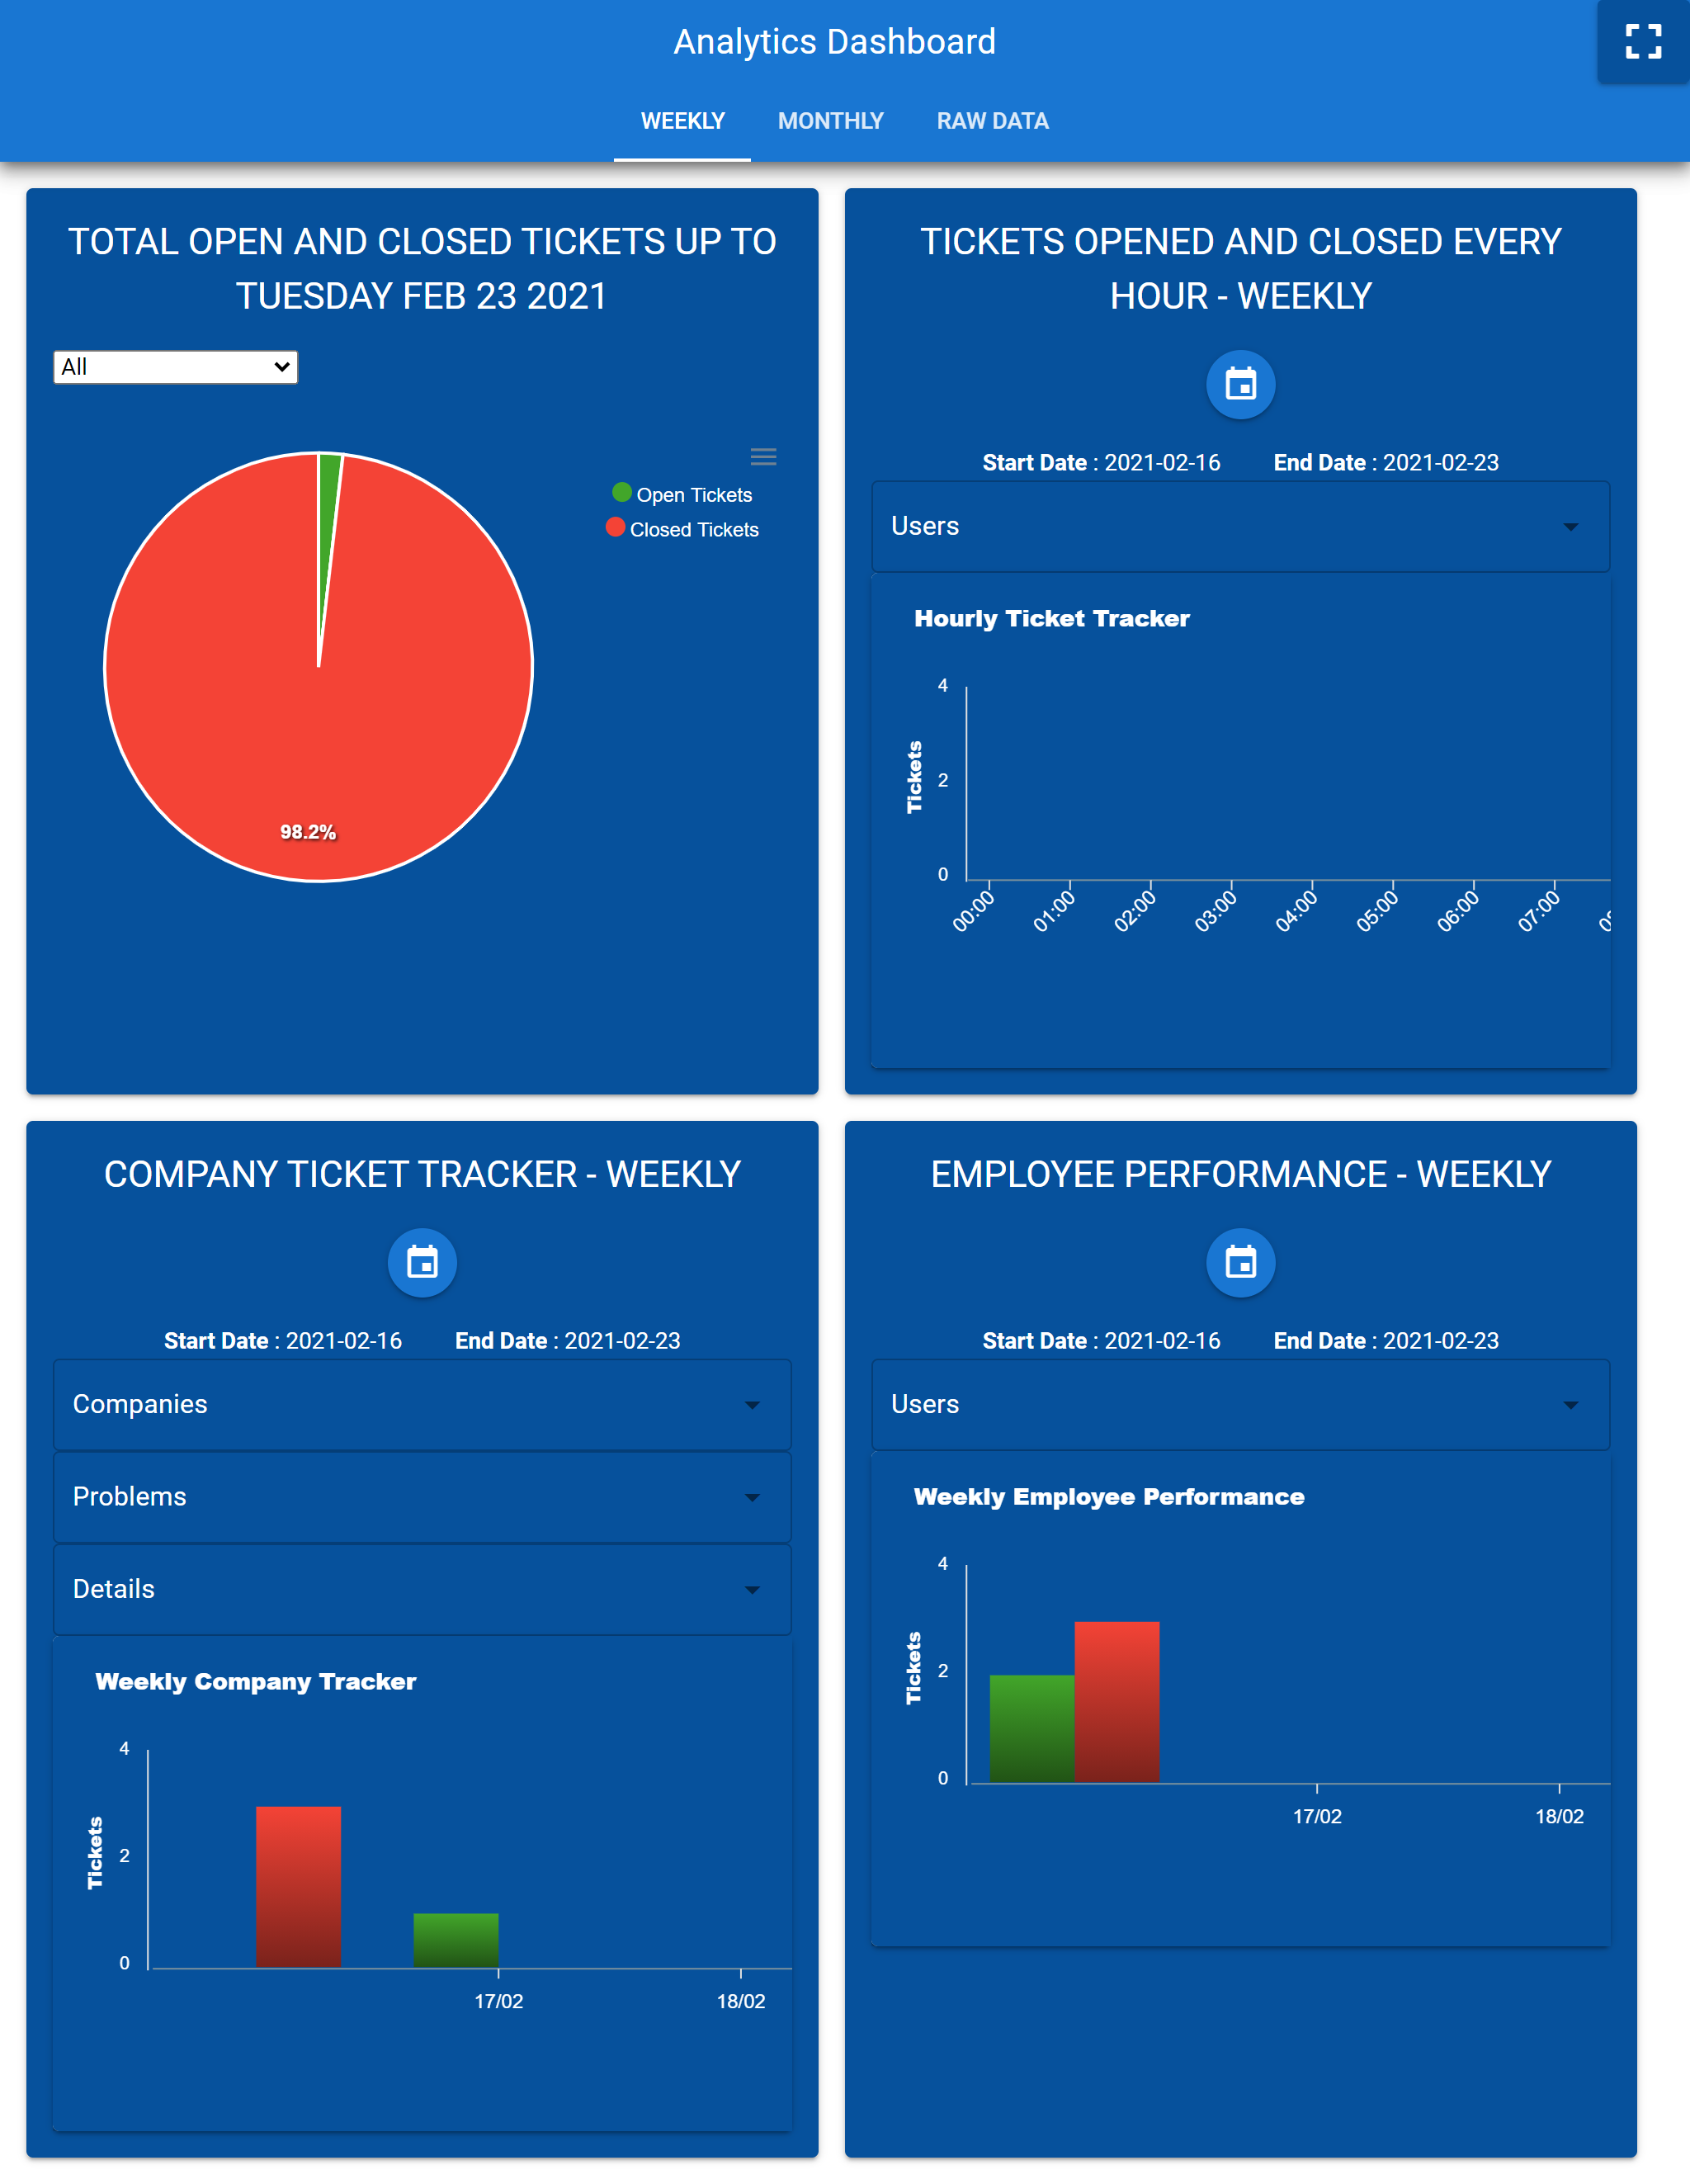 Analytics Dashboard
WEEKLY MONTHLY RAW DATA
TOTAL OPEN AND CLOSED TICKETS UP TO
TUESDAY FEB 23 2021
All
Open Tickets
Closed Tickets
98.2%
TICKETS OPENED AND CLOSED EVERY
HOUR - WEEKLY
Start Date : 2021-02-16 End Date : 2021-02-23
Users
Hourly Ticket Tracker
Tickets
4
2
0
00:00 01:00 02:00 03:00 04:00 05:00 06:00 07:00
COMPANY TICKET TRACKER - WEEKLY
Start Date : 2021-02-16 End Date : 2021-02-23
Companies
Problems
Details
Weekly Company Tracker
Tickets
4
2
0
17/02 18/02
EMPLOYEE PERFORMANCE - WEEKLY
Start Date : 2021-02-16 End Date : 2021-02-23
Users
Weekly Employee Performance
Tickets
4
2
0
17/02 18/02